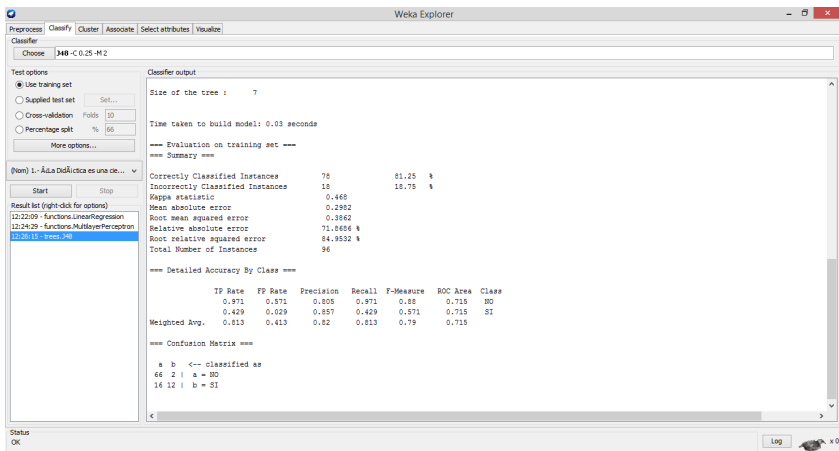 Weka Explorer
Preprocess Classify Cluster Associate Select attributes Visualize
Classifier
Choose J48 -C 0.25 -M 2
Test options
Use training set
Supplied test set Set...
Cross-validation Folds 10
Percentage split % 66
More options...
(Nom) 1.- Â¿La DidÃ¡ctica es una cie...
Start Stop
Result list (right-click for options)
12:22:09 - functions.LinearRegression
12:24:29 - functions.MultilayerPerceptron
12:26:15 - trees.J48
Classifier output
Size of the tree : 7
Time taken to build model: 0.03 seconds
=== Evaluation on training set ===
=== Summary ===
Correctly Classified Instances 78 81.25 %
Incorrectly Classified Instances 18 18.75 %
Kappa statistic 0.468
Mean absolute error 0.2982
Root mean squared error 0.3862
Relative absolute error 71.8686 %
Root relative squared error 84.9532 %
Total Number of Instances 96
=== Detailed Accuracy By Class ===
TP Rate FP Rate Precision Recall F-Measure ROC Area Class
0.971 0.571 0.805 0.971 0.88 0.715 NO
0.429 0.029 0.857 0.429 0.571 0.715 SI
Weighted Avg. 0.813 0.413 0.82 0.813 0.79 0.715
=== Confusion Matrix ===
a b <-- classified as
66 2 | a = NO
16 12 | b = SI
Status
OK
Log x 0